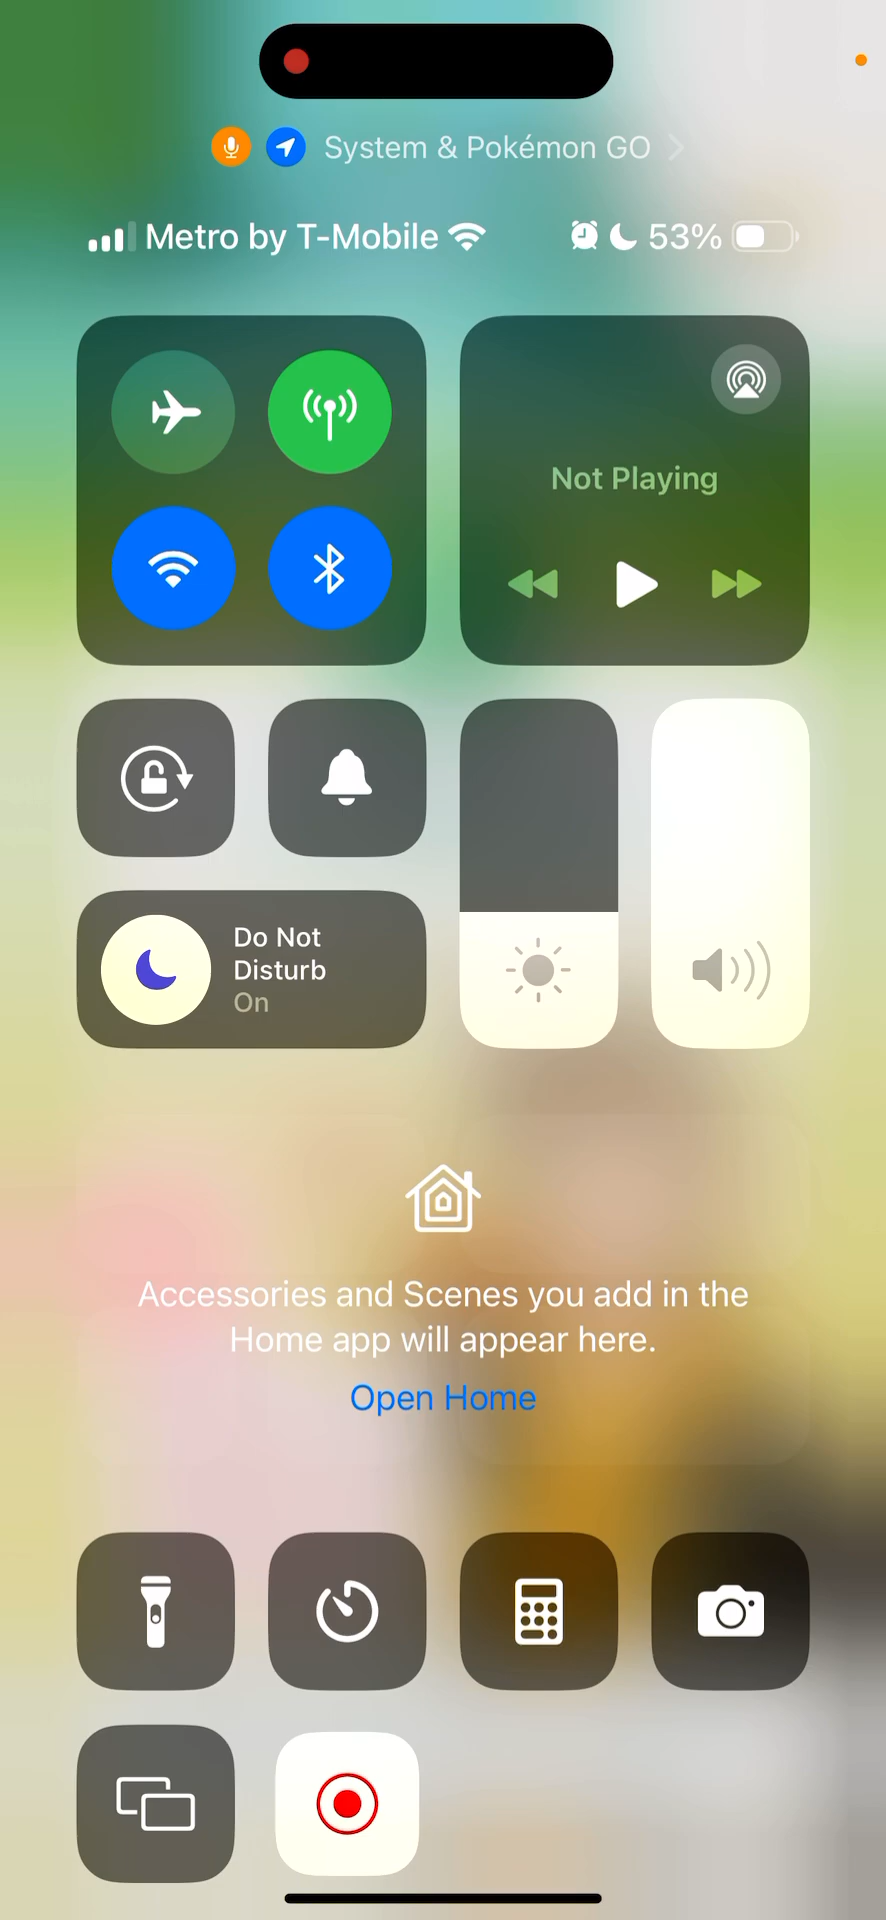 System & Pokémon GO
Metro by T-Mobile 53%
Not Playing
Do Not
Disturb
On
Accessories and Scenes you add in the
Home app will appear here.
Open Home